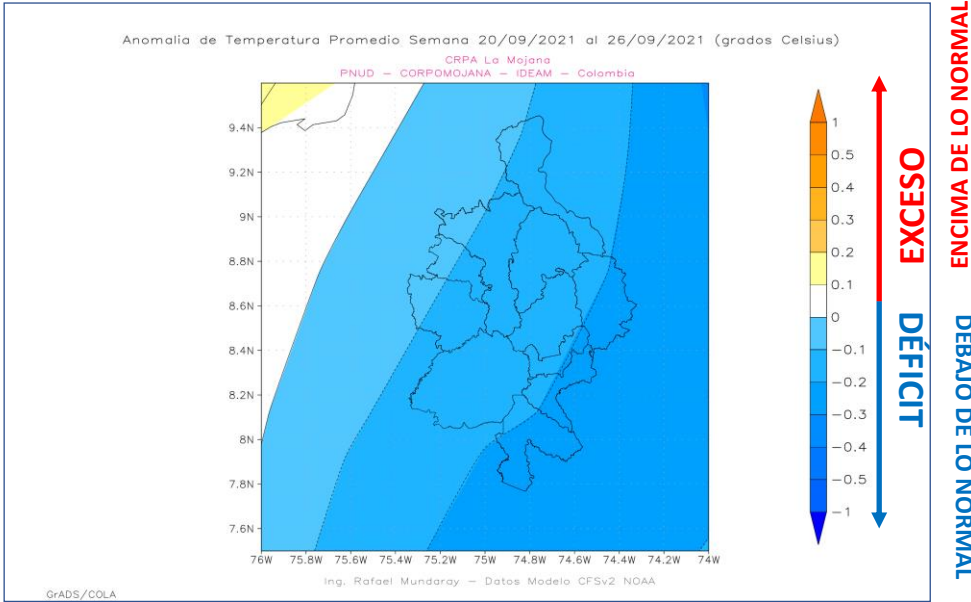 Anomalia de Temperatura Promedio Semana 20/09/2021 al 26/09/2021 (grados Celsius)
CRPA La Mojana
PNUD – CORPOMOJANA – IDEAM – Colombia
9.4N
9.2N
9N
8.8N
8.6N
8.4N
8.2N
8N
7.8N
7.6N
76W 75.8W 75.6W 75.4W 75.2W 75W 74.8W 74.6W 74.4W 74.2W 74W
1
0.5
0.4
0.3
0.2
0.1
0
−0.1
−0.2
−0.3
−0.4
−0.5
−1
EXCESO
DÉFICIT
ENCIMA DE LO NORMAL
DEBAJO DE LO NORMAL
Ing. Rafael Mundaray – Datos Modelo CFSv2 NOAA
GrADS/COLA